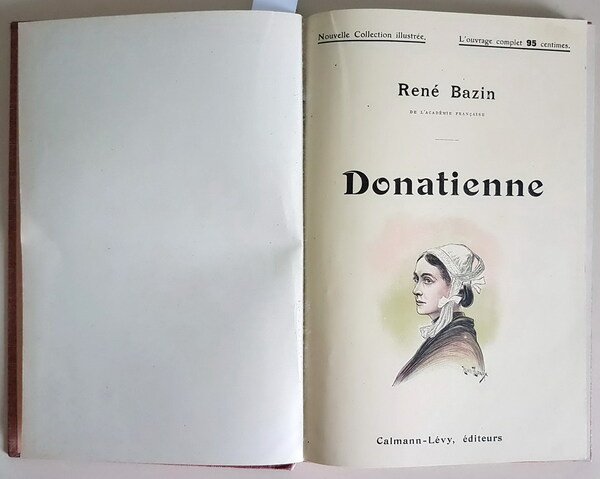 Nouvelle Collection illustrée.
L'ouvrage complet 95 centimes.
René Bazin
DE L'ACADÉMIE FRANÇAISE
Donatienne
Calmann-Lévy, éditeurs